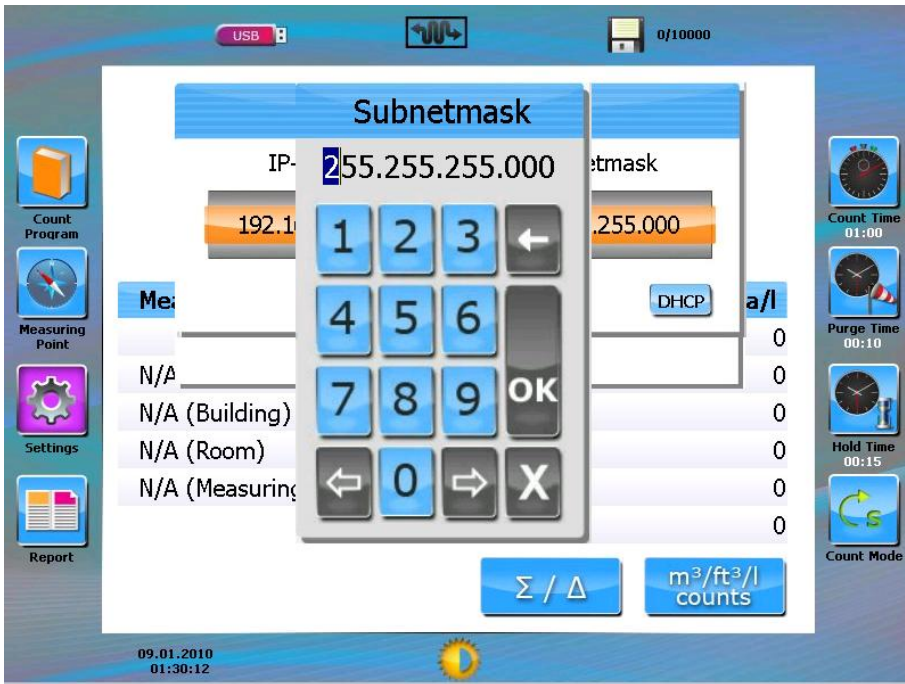 USB
0/10000
Subnetmask
IP-
255.255.255.000
etmask
192.1
.255.000
1 2 3
4 5 6
7 8 9 OK
0 X
DHCP
Mea
a/l
0
N/A
0
N/A (Building)
0
N/A (Room)
0
N/A (Measuring
0
0
Σ / Δ
m³/ft³/l
counts
Count
Program
Measuring
Point
Settings
Report
Count Time
01:00
Purge Time
00:10
Hold Time
00:15
S
Count Mode
09.01.2010
01:30:12